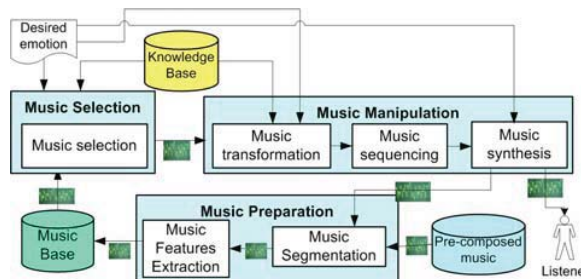 Desired
emotion
Knowledge
Base
Music Selection
Music selection
Music Manipulation
Music
transformation
Music
sequencing
Music
synthesis
Music Preparation
Music
Base
Music
Features
Extraction
Music
Segmentation
Pre-composed
music
Listene